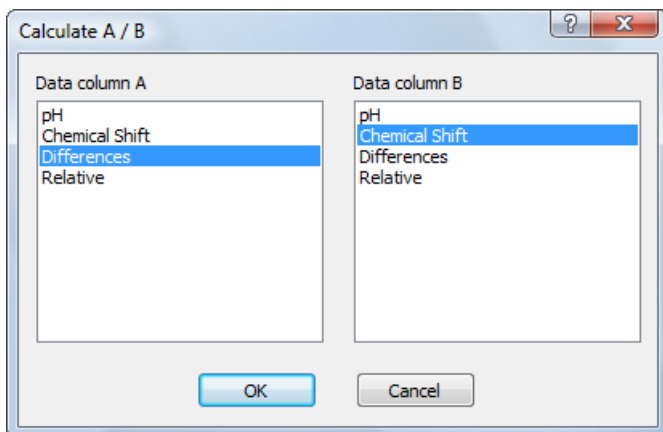 Calculate A / B
?
X
Data column A
pH
Chemical Shift
Differences
Relative
Data column B
pH
Chemical Shift
Differences
Relative
OK
Cancel